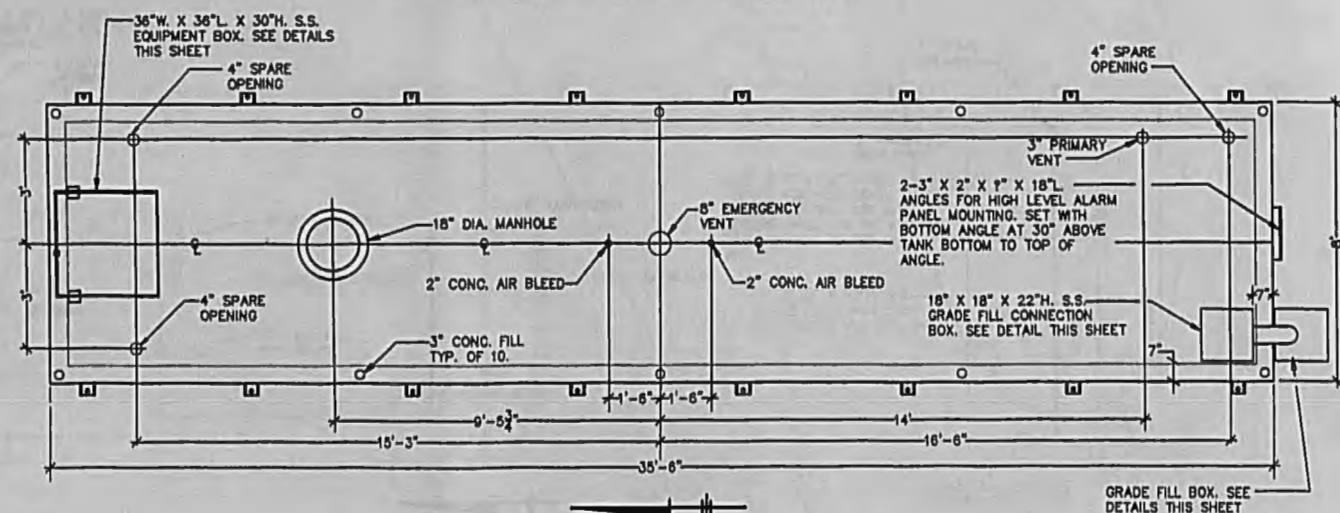 36"W. X 36"L. X 30"H. S.S.
EQUIPMENT BOX. SEE DETAILS
THIS SHEET
4" SPARE
OPENING
4" SPARE
OPENING
3" PRIMARY
VENT
2-3" X 2" X ?" X 18"L.
ANGLES FOR HIGH LEVEL ALARM
PANEL MOUNTING. SET WITH
BOTTOM ANGLE AT 30" ABOVE
TANK BOTTOM TO TOP OF
ANGLE.
18" DIA. MANHOLE
8" EMERGENCY
VENT
2" CONC. AIR BLEED
2" CONC. AIR BLEED
4" SPARE
OPENING
3" CONC. FILL
TYP. OF 10.
18" X 18" X 22"H. S.S.
GRADE FILL CONNECTION
BOX. SEE DETAIL THIS SHEET
7"
7"
1'-6"
1'-6"
9'-5¾"
14'
15'-3"
16'-6"
35'-6"
GRADE FILL BOX. SEE
DETAILS THIS SHEET